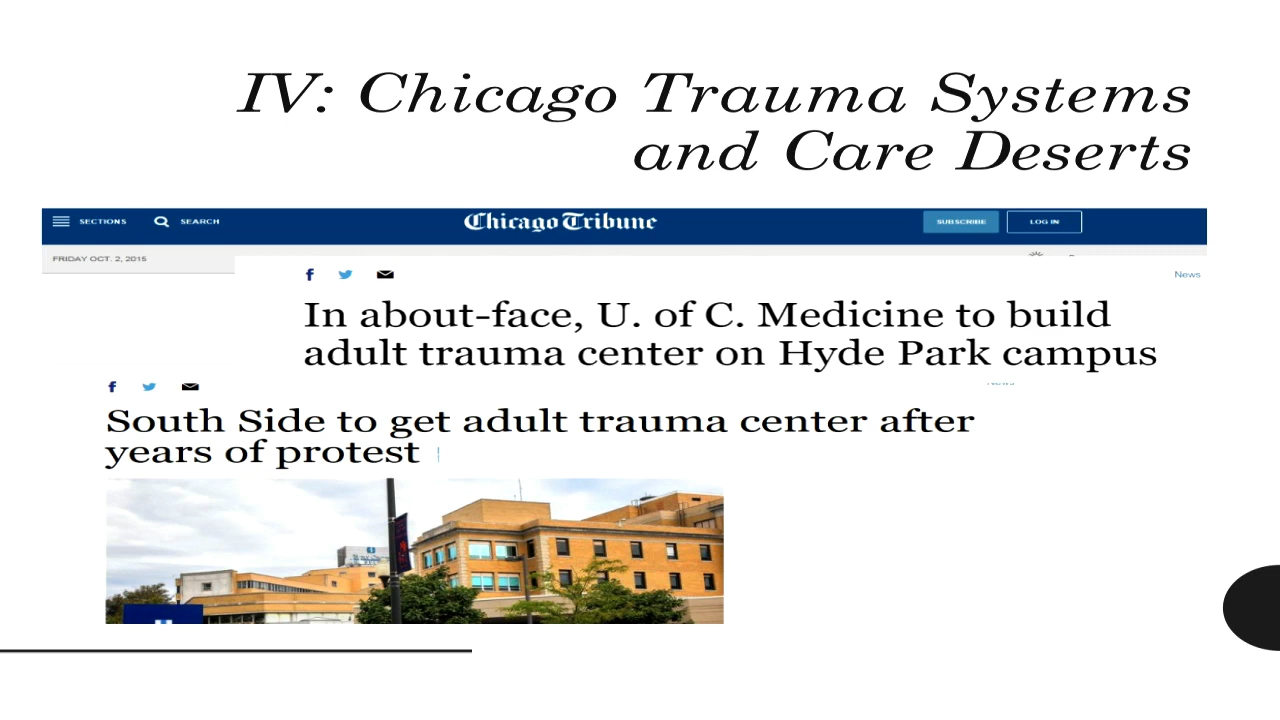 IV: Chicago Trauma Systems
and Care Deserts
SECTIONS SEARCH Chicago Tribune SUBSCRIBE LOG IN
FRIDAY OCT. 2, 2015
News
In about-face, U. of C. Medicine to build
adult trauma center on Hyde Park campus
South Side to get adult trauma center after
years of protest